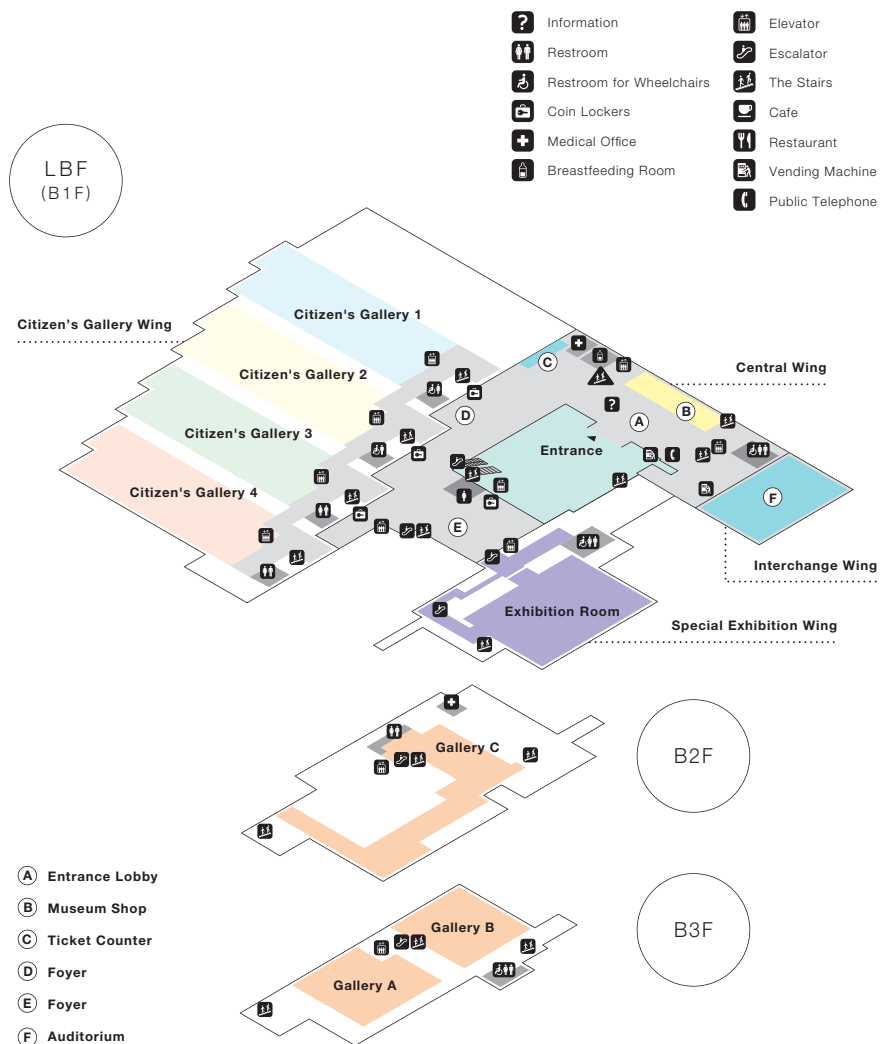 Information
Restroom
Restroom for Wheelchairs
Coin Lockers
Medical Office
Breastfeeding Room
Elevator
Escalator
The Stairs
Cafe
Restaurant
Vending Machine
Public Telephone
LBF
(B1F)
Citizen's Gallery 1
Citizen’s Gallery Wing
Citizen's Gallery 2
Citizen's Gallery 3
Citizen's Gallery 4
C
D
Central Wing
B
A
?
Entrance
F
E
Interchange Wing
Exhibition Room
Special Exhibition Wing
Gallery C
B2F
Gallery B
Gallery A
B3F
A Entrance Lobby
B Museum Shop
C Ticket Counter
D Foyer
E Foyer
F Auditorium